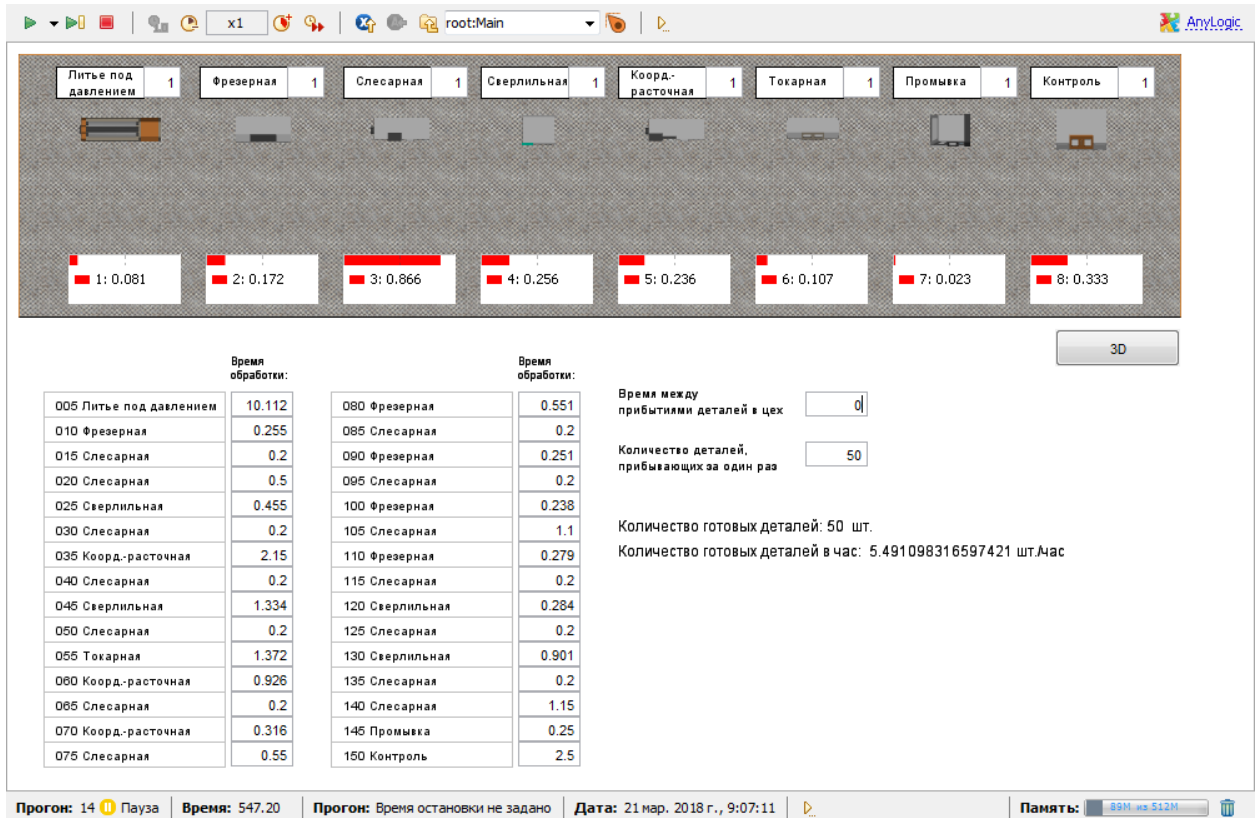 x1
root:Main
AnyLogic
Литье под
давлением
1
Фрезерная
1
Слесарная
1
Сверлильная
1
Коорд.-
расточная
1
Токарная
1
Промывка
1
Контроль
1
1: 0.081
2: 0.172
3: 0.866
4: 0.256
5: 0.236
6: 0.107
7: 0.023
8: 0.333
3D
Время
обработки:
005 Литье под давлением 10.112
010 Фрезерная 0.255
015 Слесарная 0.2
020 Слесарная 0.5
025 Сверлильная 0.455
030 Слесарная 0.2
035 Коорд.-расточная 2.15
040 Слесарная 0.2
045 Сверлильная 1.334
050 Слесарная 0.2
055 Токарная 1.372
060 Коорд.-расточная 0.926
065 Слесарная 0.2
070 Коорд.-расточная 0.316
075 Слесарная 0.55
Время
обработки:
080 Фрезерная 0.551
085 Слесарная 0.2
090 Фрезерная 0.251
095 Слесарная 0.2
100 Фрезерная 0.238
105 Слесарная 1.1
110 Фрезерная 0.279
115 Слесарная 0.2
120 Сверлильная 0.284
125 Слесарная 0.2
130 Сверлильная 0.901
135 Слесарная 0.2
140 Слесарная 1.15
145 Промывка 0.25
150 Контроль 2.5
Время между
прибытиями деталей в цех 0
Количество деталей,
прибывающих за один раз 50
Количество готовых деталей: 50 шт.
Количество готовых деталей в час: 5.491098316597421 шт./час
Прогон: 14 Пауза Время: 547.20 Прогон: Время остановки не задано Дата: 21 мар. 2018 г., 9:07:11 Память: 89M из 512M